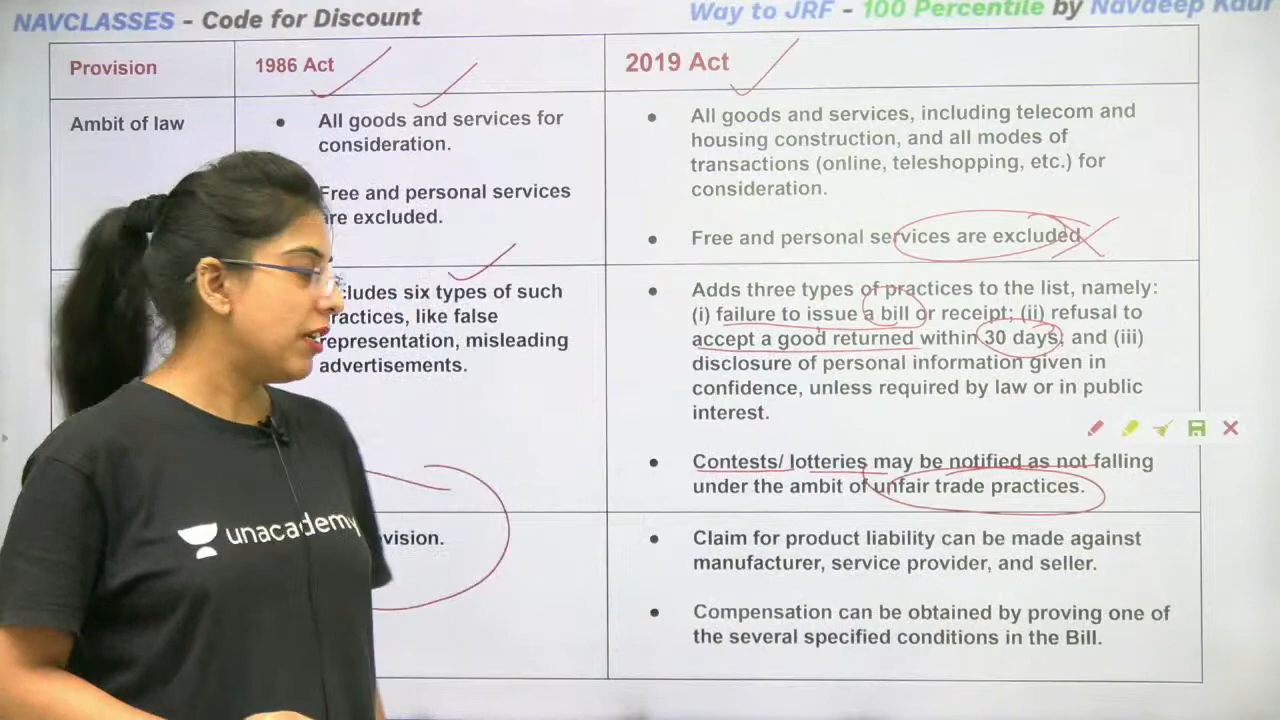 NAVCLASSES - Code for Discount
Way to JRF - 100 Percentile by Navdeep Kaur
Provision
1986 Act
2019 Act
Ambit of law
All goods and services for
consideration.
Free and personal services
are excluded.
All goods and services, including telecom and
housing construction, and all modes of
transactions (online, teleshopping, etc.) for
consideration.
Free and personal services are excluded.
six types of such
practices, like false
representation, misleading
advertisements.
Adds three types of practices to the list, namely:
(i) failure to issue a bill or receipt; (ii) refusal to
accept a good returned within 30 days, and (iii)
disclosure of personal information given in
confidence, unless required by law or in public
interest.
Contests/ lotteries may be notified as not falling
under the ambit of unfair trade practices.
Claim for product liability can be made against
manufacturer, service provider, and seller.
Compensation can be obtained by proving one of
the several specified conditions in the Bill.
unacademy